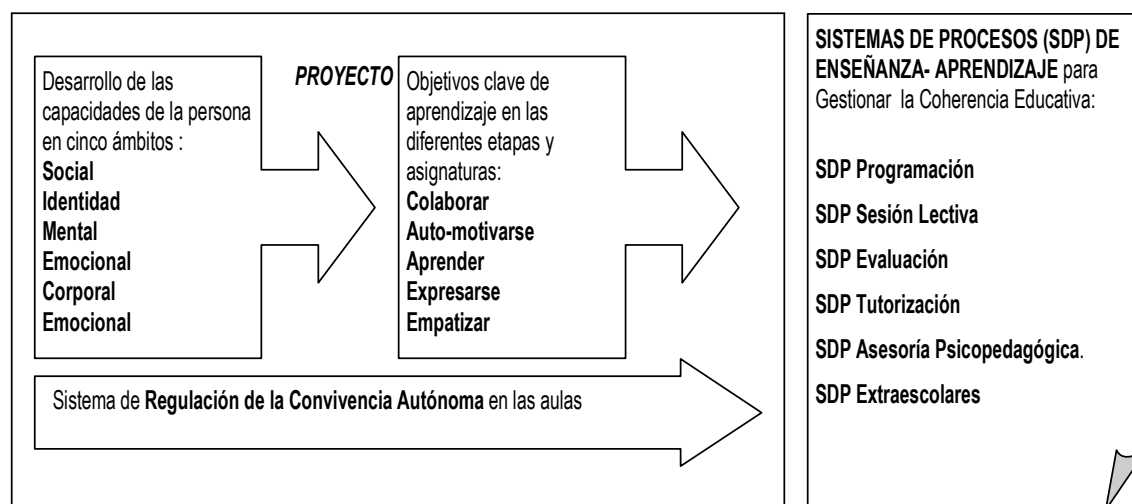 Desarrollo de las
capacidades de la persona
en cinco ámbitos :
Social
Identidad
Mental
Emocional
Corporal
Emocional
PROYECTO
Objetivos clave de
aprendizaje en las
diferentes etapas y
asignaturas:
Colaborar
Auto-motivarse
Aprender
Expresarse
Empatizar
Sistema de Regulación de la Convivencia Autónoma en las aulas
SISTEMAS DE PROCESOS (SDP) DE
ENSEÑANZA- APRENDIZAJE para
Gestionar la Coherencia Educativa:
SDP Programación
SDP Sesión Lectiva
SDP Evaluación
SDP Tutorización
SDP Asesoría Psicopedagógica.
SDP Extraescolares